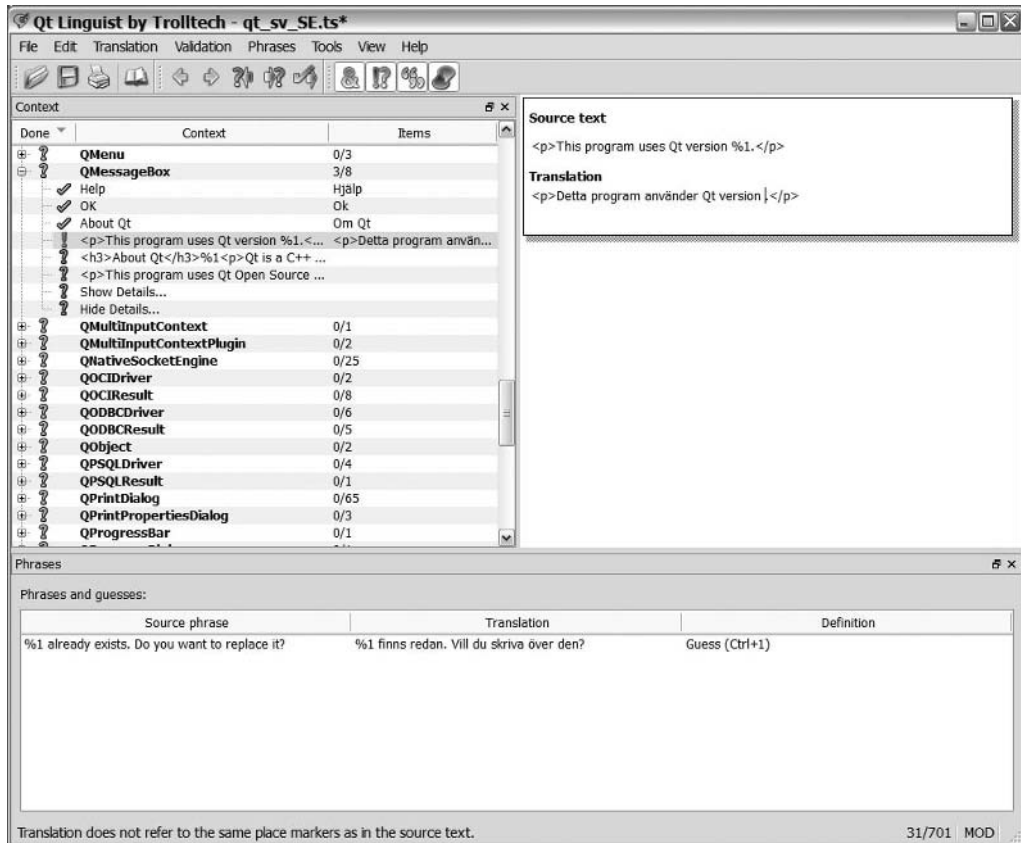 Qt Linguist by Trolltech - qt_sv_SE.ts*
File Edit Translation Validation Phrases Tools View Help
Context
Done Context Items
QMenu 0/3
QMessageBox 3/8
Help Hjälp
OK Ok
About Qt Om Qt
<p>This program uses Qt version %1.<... <p>Detta program använ...
<h3>About Qt</h3>%1<p>Qt is a C++ ...
<p>This program uses Qt Open Source ...
Show Details...
Hide Details...
QMultiInputContext 0/1
QMultiInputContextPlugin 0/2
QNativeSocketEngine 0/25
QOCIDriver 0/2
QOCIResult 0/8
QODBCDriver 0/6
QODBCResult 0/5
QObject 0/2
QPSQLDriver 0/4
QPSQLResult 0/1
QPrintDialog 0/65
QPrintPropertiesDialog 0/3
QProgressBar 0/1
Source text
<p>This program uses Qt version %1.</p>
Translation
<p>Detta program använder Qt version .</p>
Phrases
Phrases and guesses:
Source phrase Translation Definition
%1 already exists. Do you want to replace it? %1 finns redan. Vill du skriva över den? Guess (Ctrl+1)
Translation does not refer to the same place markers as in the source text. 31/701 MOD